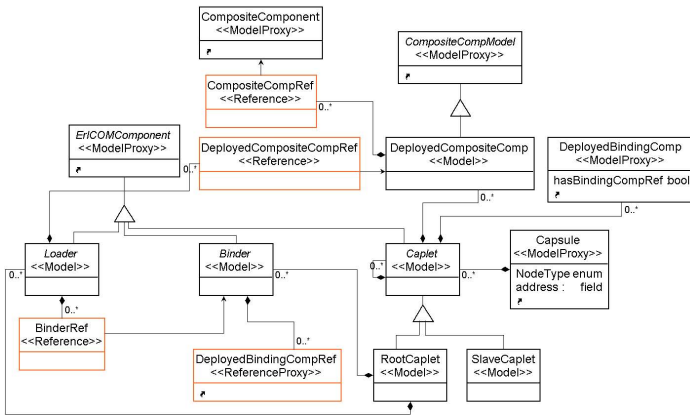 CompositeComponent
<<ModelProxy>>
CompositeCompModel
<<ModelProxy>>
CompositeCompRef
<<Reference>>
0..*
ErlCOMComponent
<<ModelProxy>>
DeployedCompositeCompRef
<<Reference>>
0..*
DeployedCompositeComp
<<Model>>
0..*
DeployedBindingComp
<<ModelProxy>>
hasBindingCompRef :bool
0..*
Loader
<<Model>>
0..*
0..*
Binder
<<Model>>
0..*
Caplet
<<Model>>
0..*
0..*
Capsule
<<ModelProxy>>
NodeType enum
address : field
BinderRef
<<Reference>>
DeployedBindingCompRef
<<ReferenceProxy>>
0..*
RootCaplet
<<Model>>
SlaveCaplet
<<Model>>